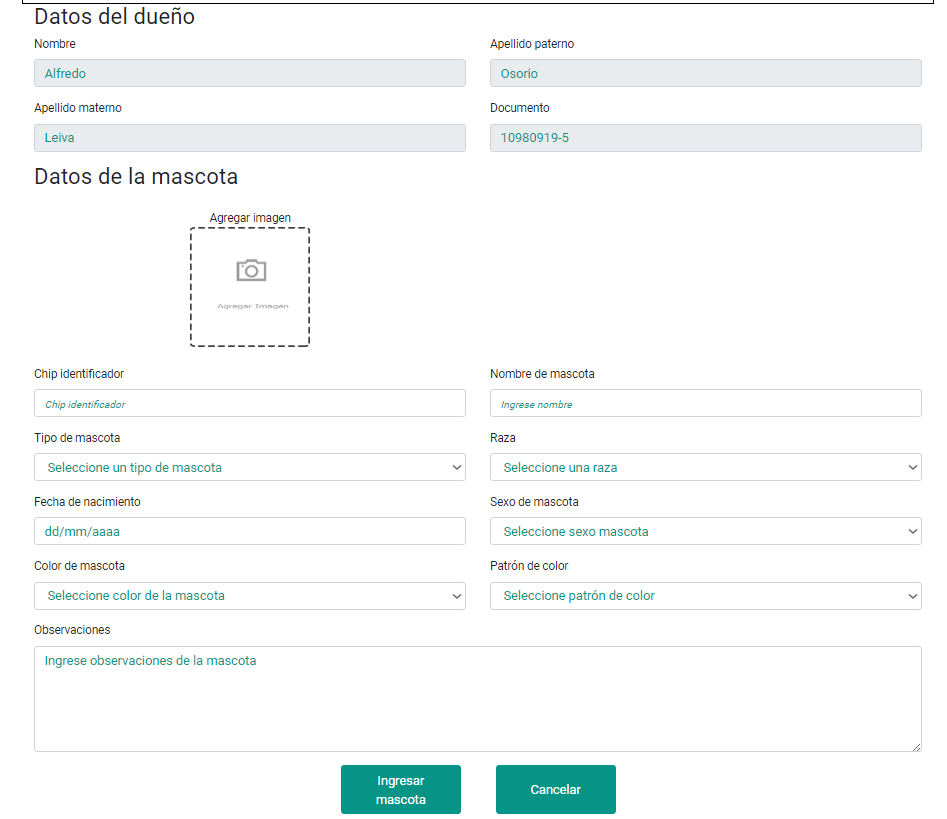 Datos del dueño
Nombre
Apellido paterno
Alfredo
Osorio
Apellido materno
Documento
Leiva
10980919-5
Datos de la mascota
Agregar imagen
Agregar Imagen
Chip identificador
Nombre de mascota
Chip identificador
Ingrese nombre
Tipo de mascota
Raza
Seleccione un tipo de mascota
Seleccione una raza
Fecha de nacimiento
Sexo de mascota
dd/mm/aaaa
Seleccione sexo mascota
Color de mascota
Patrón de color
Seleccione color de la mascota
Seleccione patrón de color
Observaciones
Ingrese observaciones de la mascota
Ingresar
mascota
Cancelar